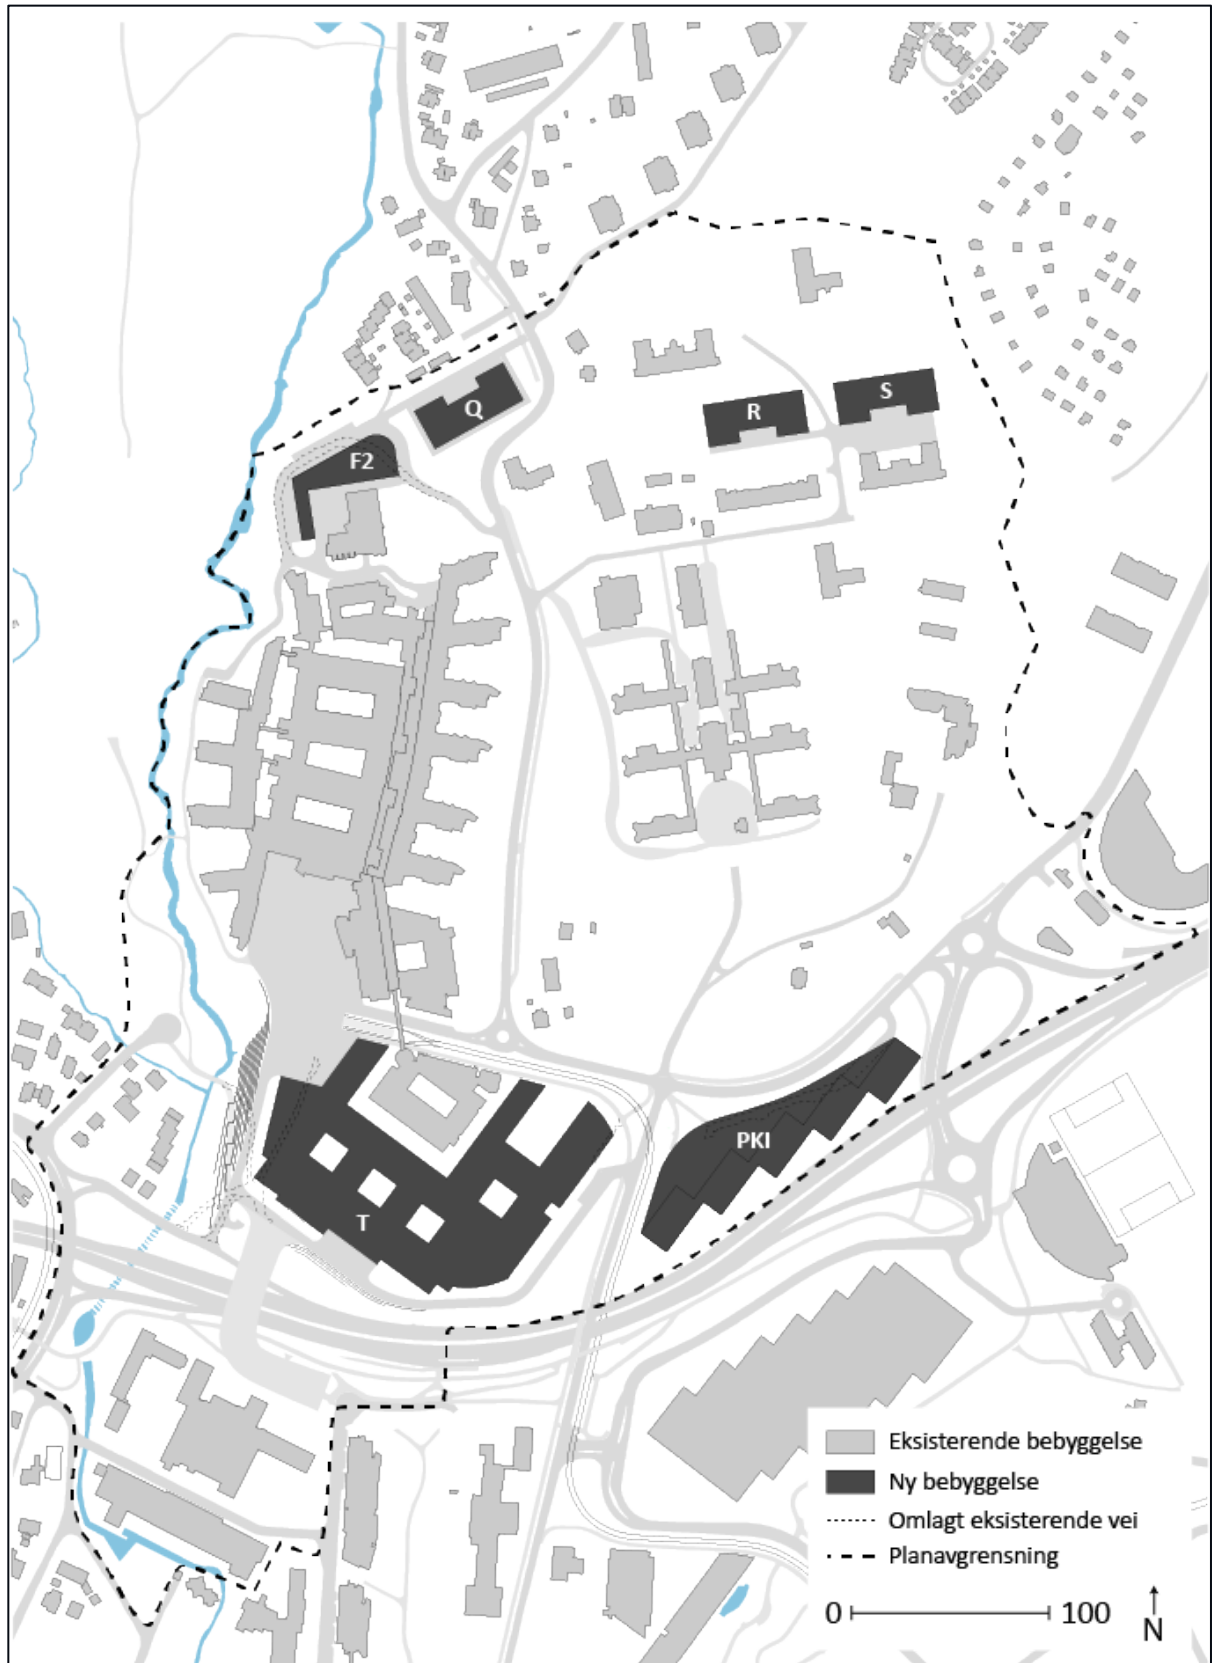 S
R
Q
F2
PKI
T
Eksisterende bebyggelse
Ny bebyggelse
Omlagt eksisterende vei
Planavgrensning
0 100
N